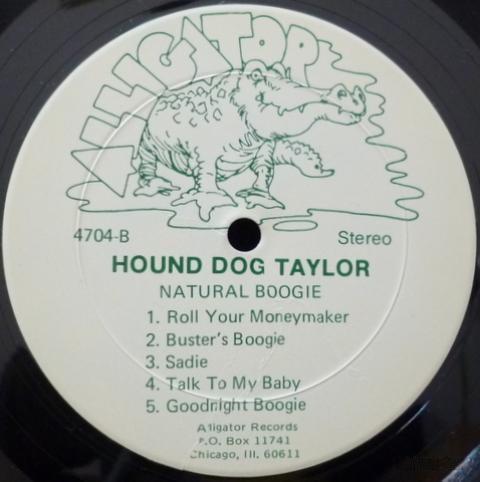 ALLIGATOR
4704-B
Stereo
HOUND DOG TAYLOR
NATURAL BOOGIE
1. Roll Your Moneymaker
2. Buster's Boogie
3. Sadie
4. Talk To My Baby
5. Goodnight Boogie
Alligator Records
P.O. Box 11741
Chicago, Ill. 60611